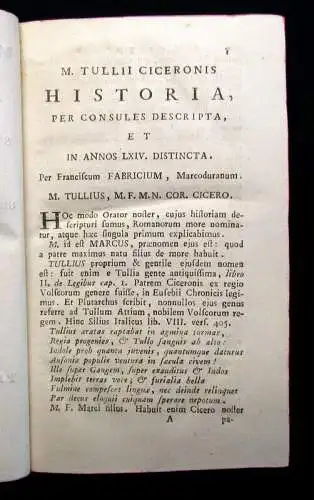 M. TULLII CICERONIS
HISTORIA,
PER CONSULES DESCRIPTA,
ET
IN ANNOS LXIV. DISTINCTA.
Per Franciscum FABRICIUM, Marcoduranum.
M. TULLIUS, M. F. M. N. COR. CICERO.
HOc modo Orator noster, cujus historiam de-
scripturi sumus, Romanorum more nomina-
tur, atque hæc singula primum explicabimus.
M. id est MARCUS, prænomen ejus est: quod
a patre maximus natu filius de more habuit.
TULLIUS proprium & gentile ejusdem nomen
est: fuit enim e Tullia gente antiquissima, libro
II. de Legibus cap. 1. Patrem Ciceronis ex regio
Volscorum genere fuisse, in Eusebii Chronicis legi-
mus. Et Plutarchus scribit, nonnullos ejus genus
referre ad Tullum Attium, nobilem Volscorum re-
gem. Hinc Silius Italicus lib. VIII. vers. 405.
Tullius æratas raptabat in agmina turmas,
Regia progenies, & Tullo sanguis ab alto:
Indole pro quanta juvenis, quantumque daturus
Ausoniæ populis ventura in sæcula civem!
Ille super Gangem, super exauditus & Indos
Implebit terras voce; & furialia bella
Fulmine compescet linguæ, nec deinde relinquet
Par decus eloquii cuiquam sperare nepotum.
M. F. Marci filius. Habuit enim Cicero noster
A pa-